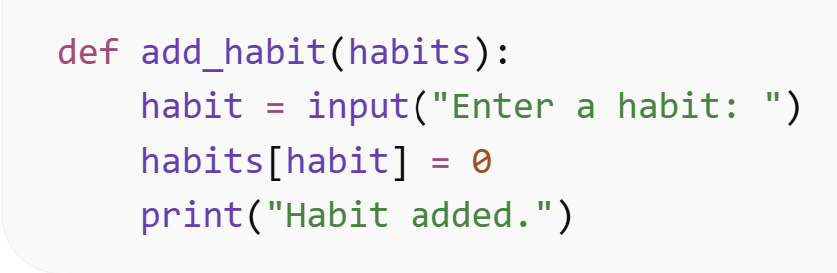 def add_habit(habits):
    habit = input("Enter a habit: ")
    habits[habit] = 0
    print("Habit added.")